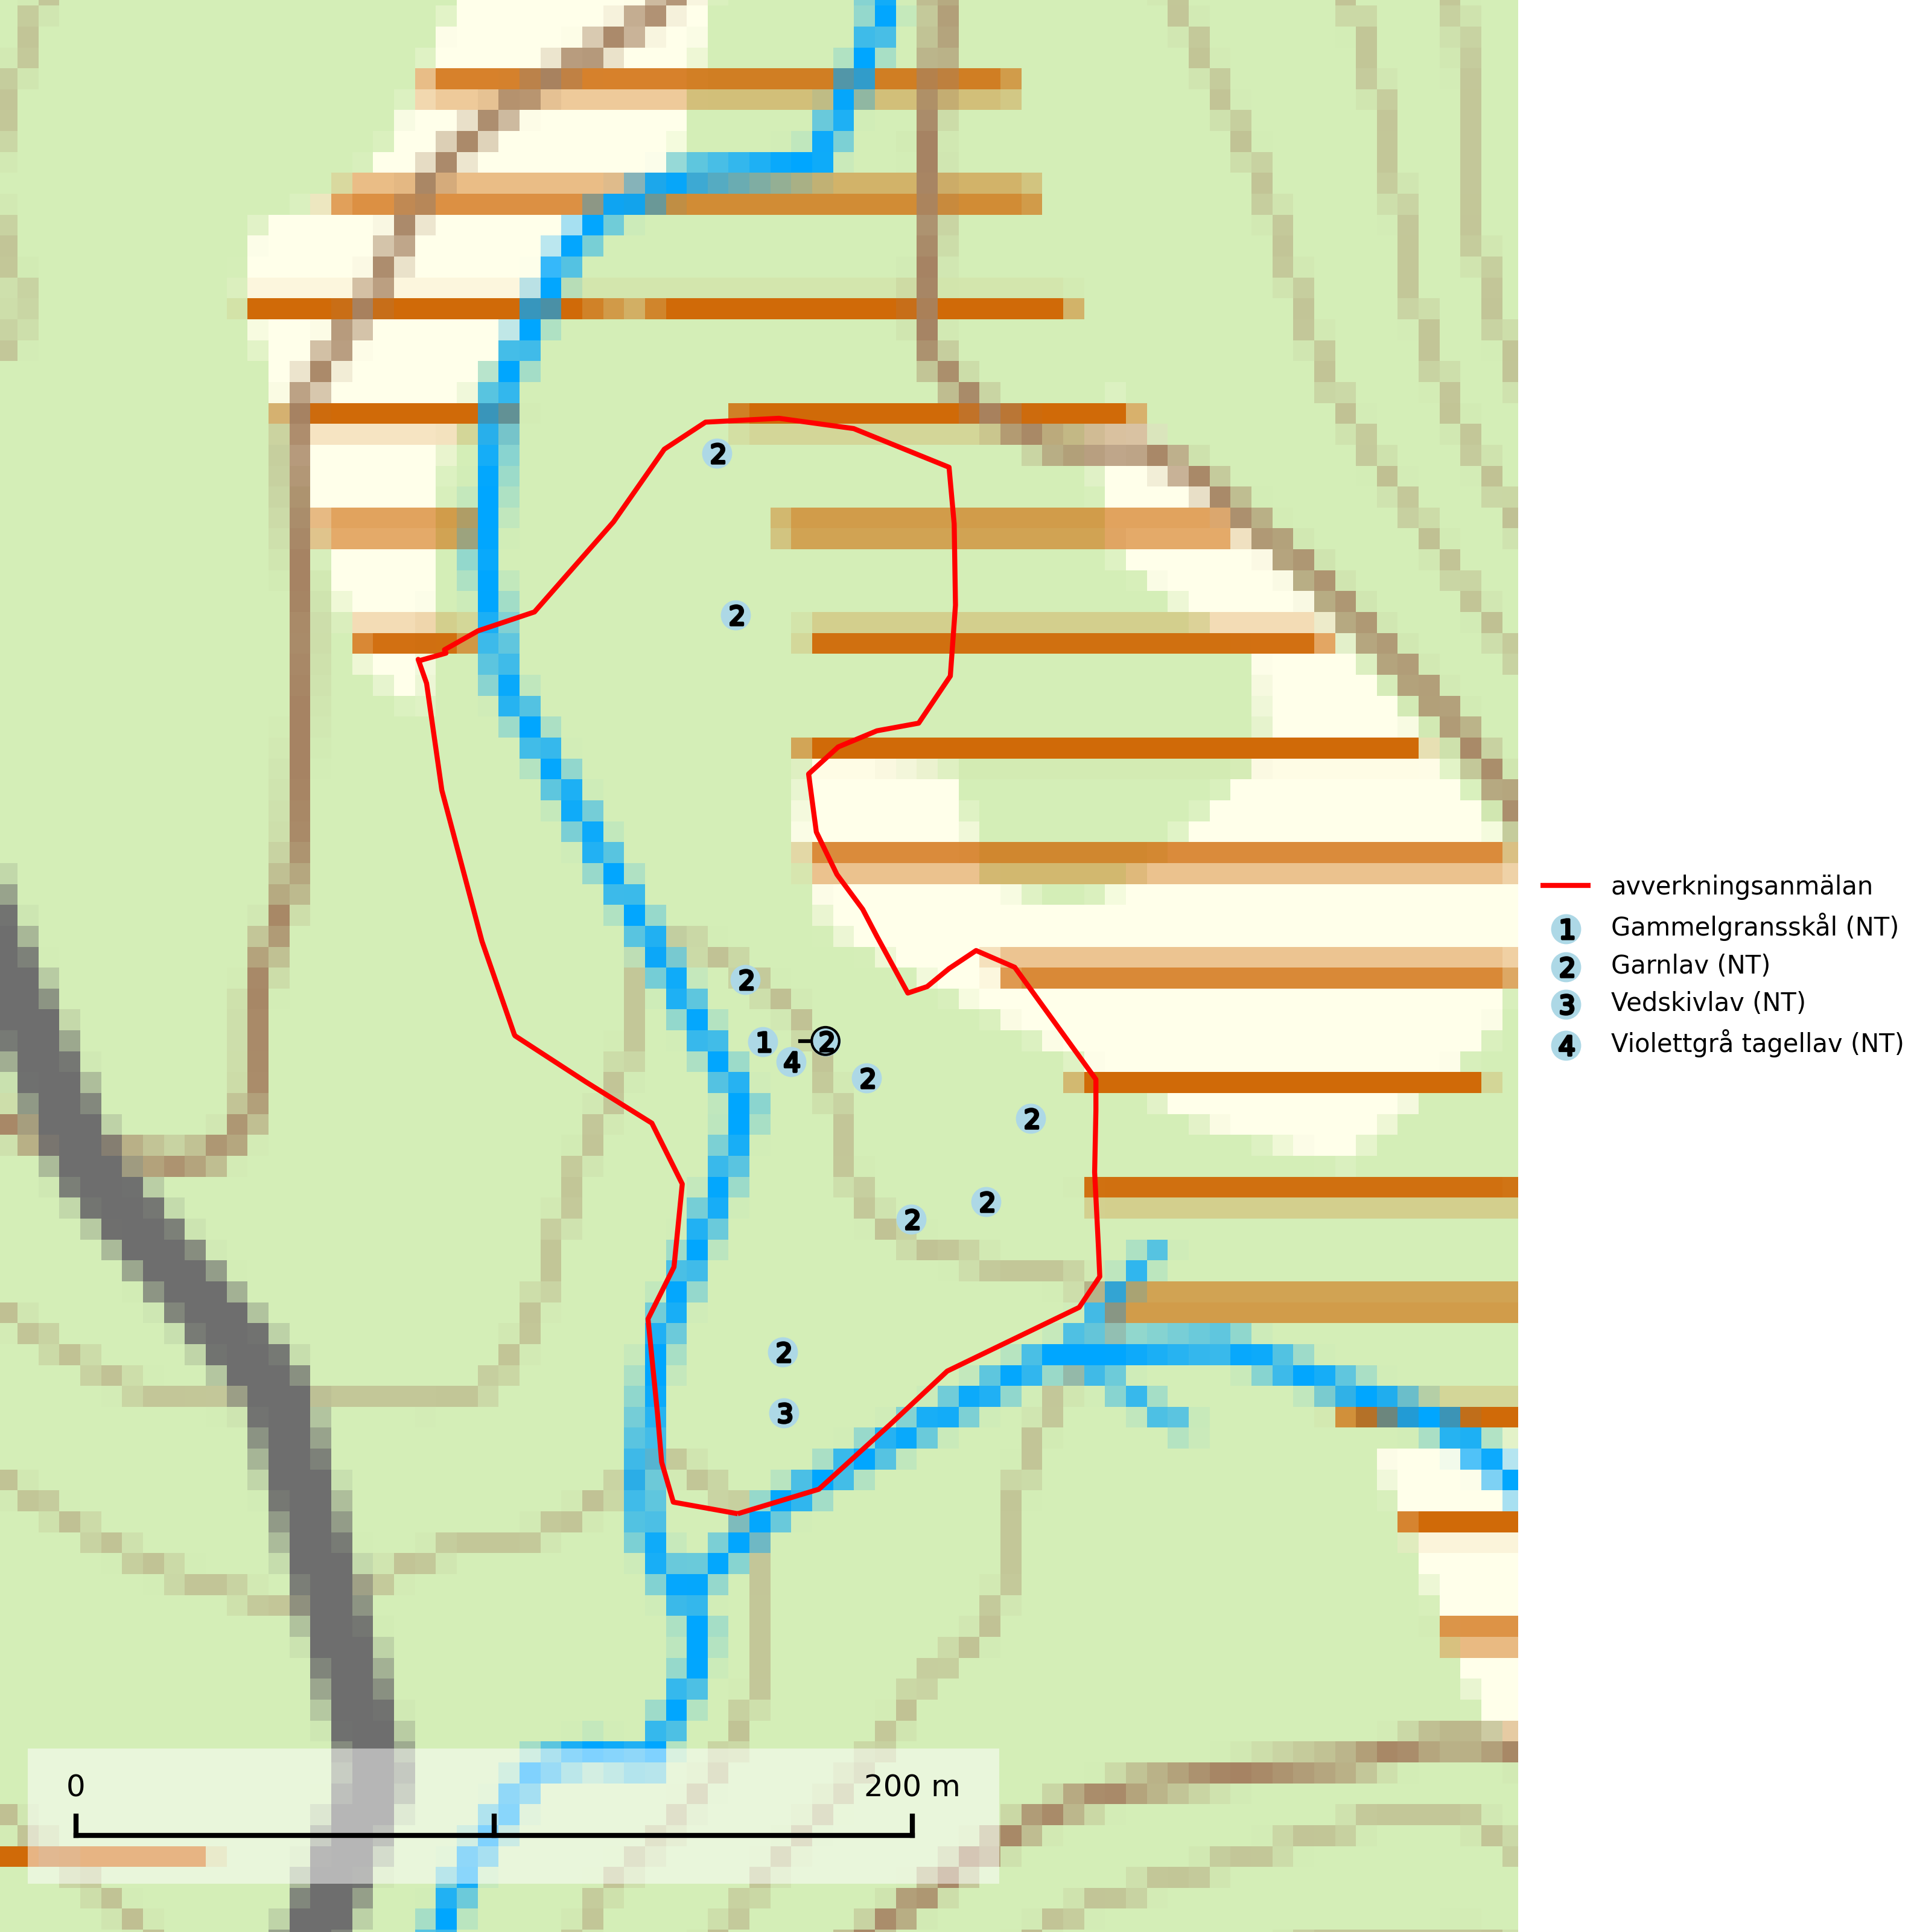 2
2
2
1
2
4
2
2
2
2
2
3
0
200 m
avverkningsanmälan
1 Gammelgransskål (NT)
2 Garnlav (NT)
3 Vedskivlav (NT)
4 Violettgrå tagellav (NT)